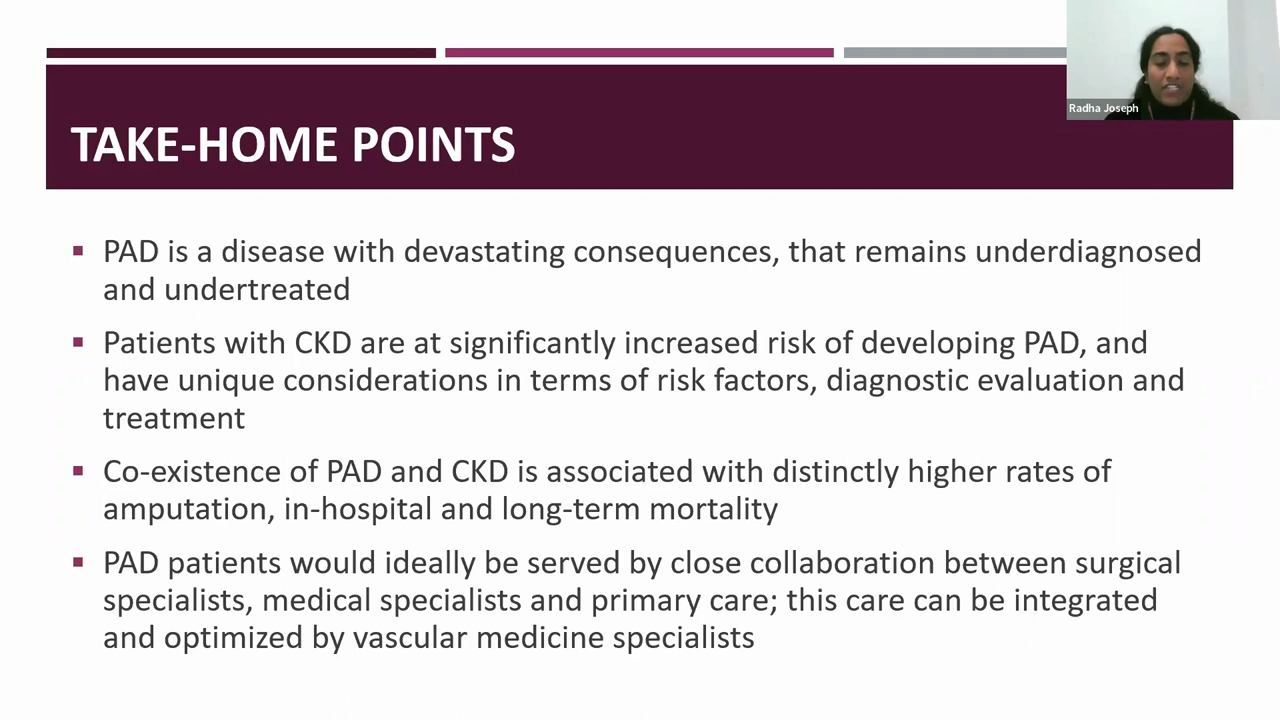 Radha Joseph
TAKE-HOME POINTS
▪ PAD is a disease with devastating consequences, that remains underdiagnosed
and undertreated
▪ Patients with CKD are at significantly increased risk of developing PAD, and
have unique considerations in terms of risk factors, diagnostic evaluation and
treatment
▪ Co-existence of PAD and CKD is associated with distinctly higher rates of
amputation, in-hospital and long-term mortality
▪ PAD patients would ideally be served by close collaboration between surgical
specialists, medical specialists and primary care; this care can be integrated
and optimized by vascular medicine specialists